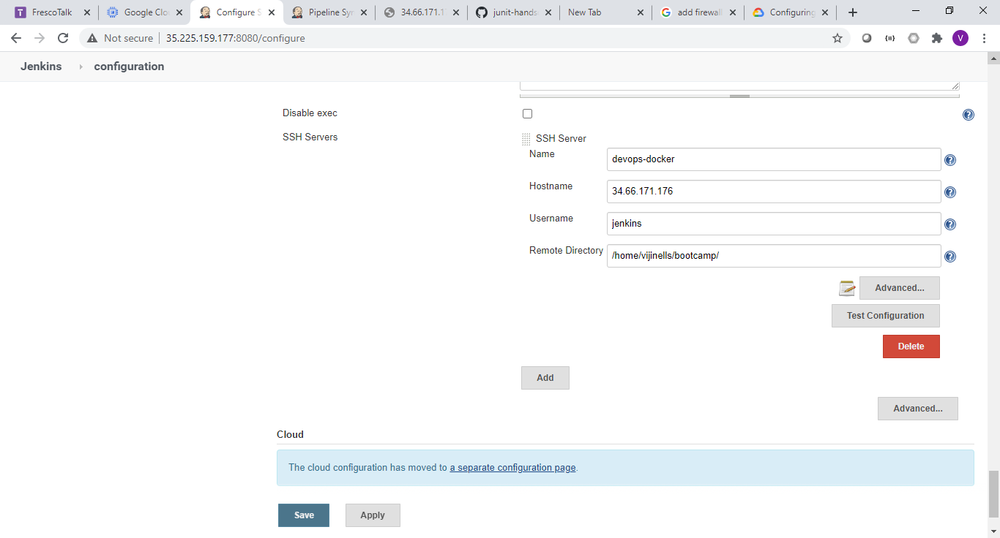 FrescoTalk
Google Clo
Configure S
Pipeline Syn
34.66.171.1
junit-hands
New Tab
add firewall
Configuring
Not secure
35.225.159.177:8080/configure
V
Jenkins
configuration
Disable exec
SSH Servers
SSH Server
Name
devops-docker
Hostname
34.66.171.176
Username
jenkins
Remote Directory
/home/vijinells/bootcamp/
Advanced...
Test Configuration
Delete
Add
Advanced...
Cloud
The cloud configuration has moved to a separate configuration page.
Save
Apply